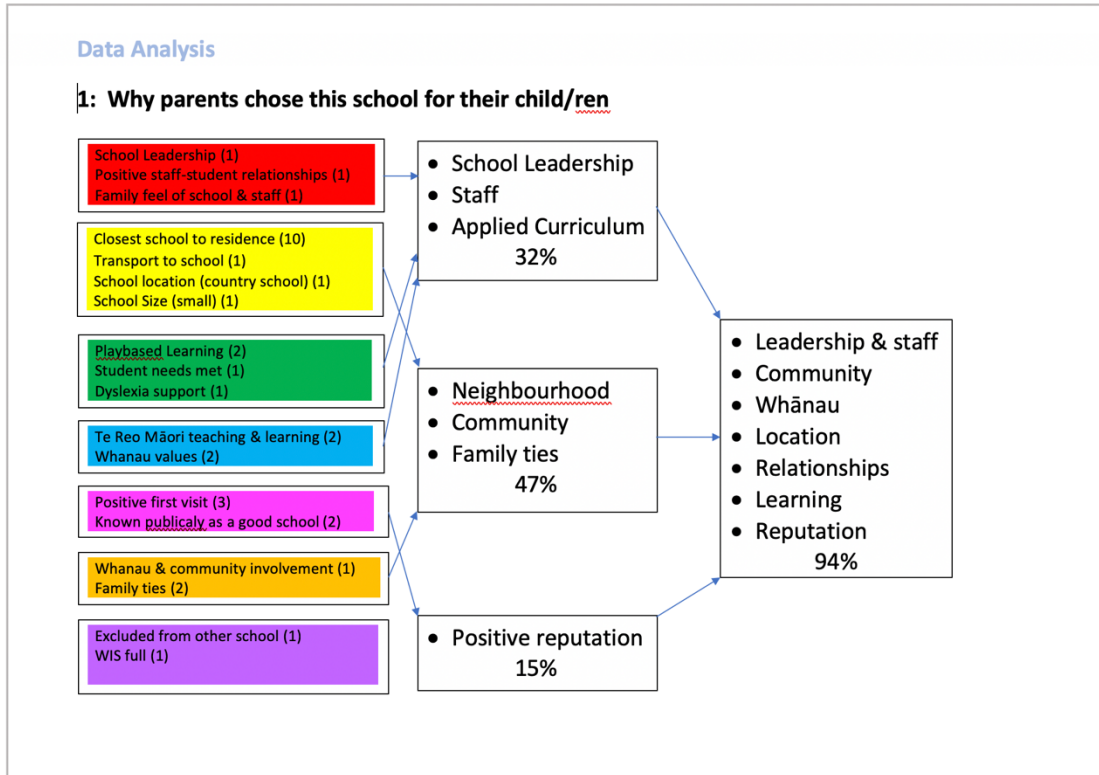 Data Analysis
1: Why parents chose this school for their child/ren
School Leadership (1)
Positive staff-student relationships (1)
Family feel of school & staff (1)
Closest school to residence (10)
Transport to school (1)
School location (country school) (1)
School Size (small) (1)
Playbased Learning (2)
Student needs met (1)
Dyslexia support (1)
Te Reo Māori teaching & learning (2)
Whanau values (2)
Positive first visit (3)
Known publicaly as a good school (2)
Whanau & community involvement (1)
Family ties (2)
Excluded from other school (1)
WIS full (1)
• School Leadership
• Staff
• Applied Curriculum
32%
• Neighbourhood
• Community
• Family ties
47%
• Positive reputation
15%
• Leadership & staff
• Community
• Whānau
• Location
• Relationships
• Learning
• Reputation
94%